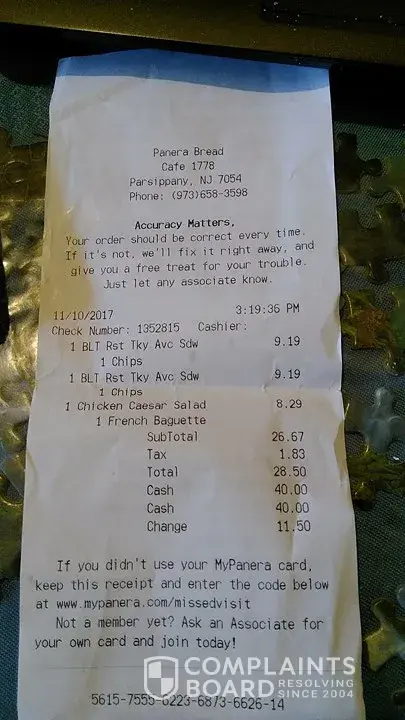 Panera Bread
Cafe 1778
Parsippany, NJ 7054
Phone: (973)658-3598
Accuracy Matters,
Your order should be correct every time.
If it's not, we'll fix it right away, and
give you a free treat for your trouble.
Just let any associate know.
11/10/2017 3:19:36 PM
Check Number: 1352815 Cashier:
1 BLT Rst Tky Avc Sdw 9.19
1 Chips
1 BLT Rst Tky Avc Sdw 9.19
1 Chips
1 Chicken Caesar Salad 8.29
1 French Baguette
SubTotal 26.67
Tax 1.83
Total 28.50
Cash 40.00
Cash 40.00
Change 11.50
If you didn't use your MyPanera card,
keep this receipt and enter the code below
at www.mypanera.com/missedvisit
Not a member yet? Ask an Associate for
your own card and join today!
COMPLAINTS
BOARD RESOLVING SINCE 2004
5615-7555-6223-6873-6626-14